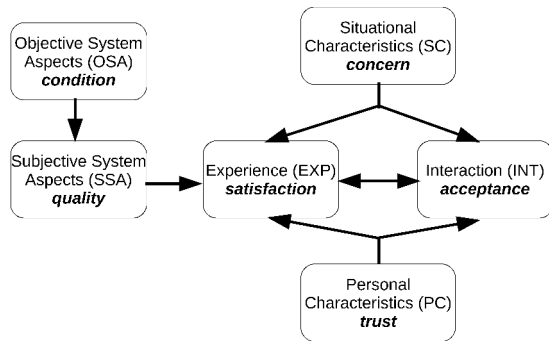 Objective System
Aspects (OSA)
condition
Situational
Characteristics (SC)
concern
Subjective System
Aspects (SSA)
quality
Experience (EXP)
satisfaction
Interaction (INT)
acceptance
Personal
Characteristics (PC)
trust